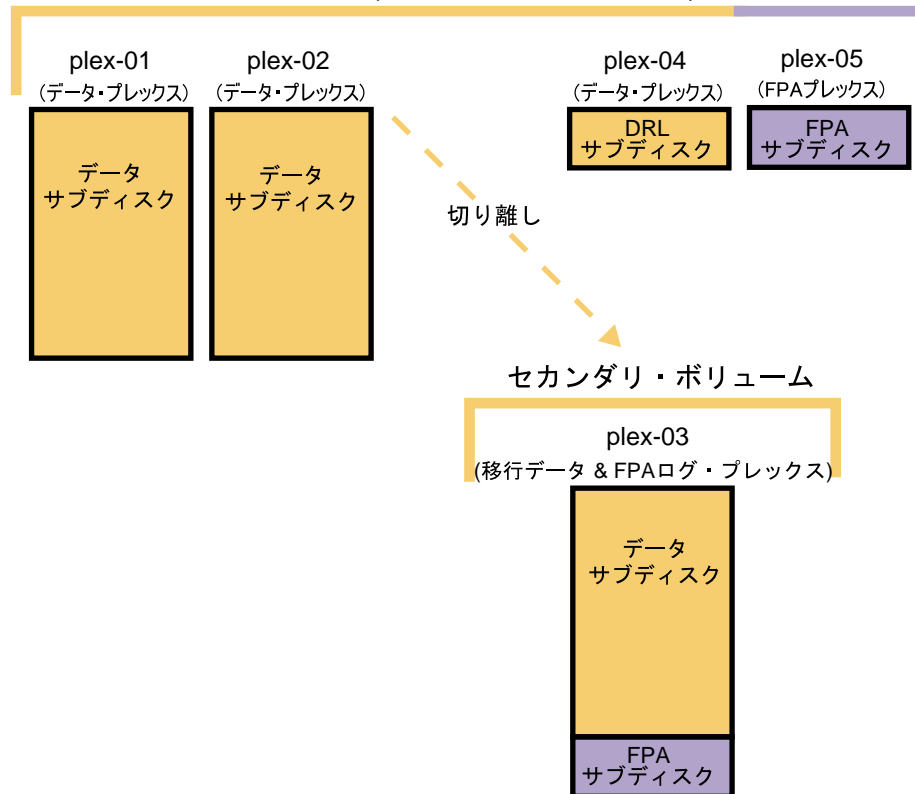 plex-01
(データ・プレックス)
データ
サブディスク
plex-02
(データ・プレックス)
データ
サブディスク
plex-04
(データ・プレックス)
DRL
サブディスク
plex-05
(FPAプレックス)
FPA
サブディスク
切り離し
セカンダリ・ボリューム
plex-03
(移行データ & FPAログ・プレックス)
データ
サブディスク
FPA
サブディスク